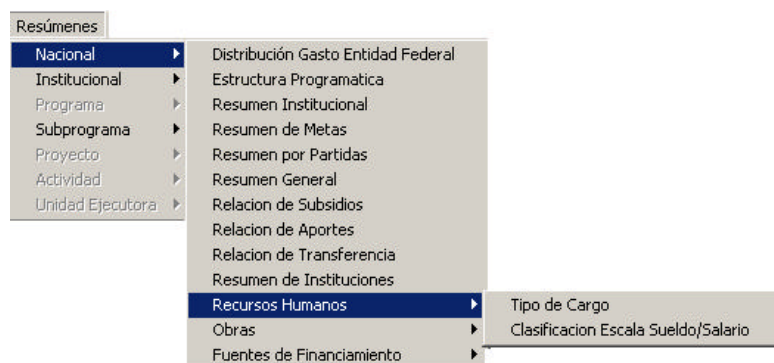 Resúmenes
Nacional
Institucional
Programa
Subprograma
Proyecto
Actividad
Unidad Ejecutora
Distribución Gasto Entidad Federal
Estructura Programatica
Resumen Institucional
Resumen de Metas
Resumen por Partidas
Resumen General
Relacion de Subsidios
Relacion de Aportes
Relacion de Transferencia
Resumen de Instituciones
Recursos Humanos
Obras
Fuentes de Financiamiento
Tipo de Cargo
Clasificacion Escala Sueldo/Salario